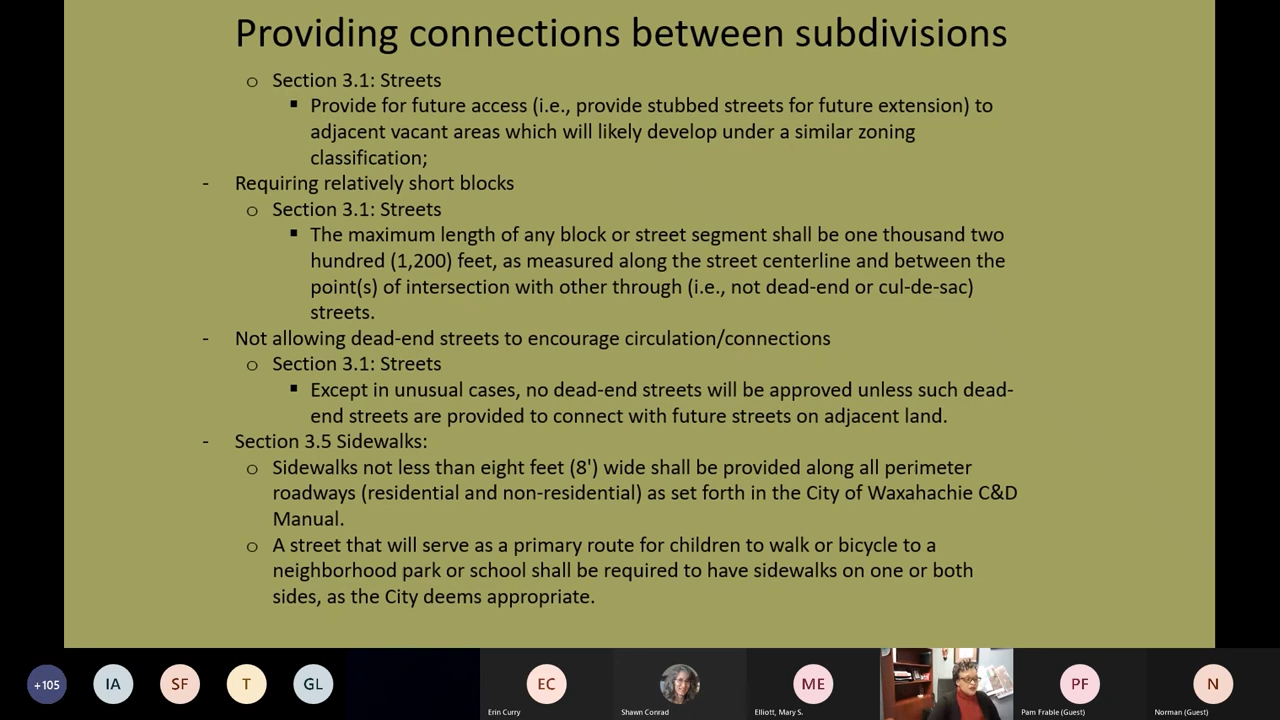 Providing connections between subdivisions
o Section 3.1: Streets
▪ Provide for future access (i.e., provide stubbed streets for future extension) to
adjacent vacant areas which will likely develop under a similar zoning
classification;
- Requiring relatively short blocks
o Section 3.1: Streets
▪ The maximum length of any block or street segment shall be one thousand two
hundred (1,200) feet, as measured along the street centerline and between the
point(s) of intersection with other through (i.e., not dead-end or cul-de-sac)
streets.
- Not allowing dead-end streets to encourage circulation/connections
o Section 3.1: Streets
▪ Except in unusual cases, no dead-end streets will be approved unless such dead-
end streets are provided to connect with future streets on adjacent land.
- Section 3.5 Sidewalks:
o Sidewalks not less than eight feet (8') wide shall be provided along all perimeter
roadways (residential and non-residential) as set forth in the City of Waxahachie C&D
Manual.
o A street that will serve as a primary route for children to walk or bicycle to a
neighborhood park or school shall be required to have sidewalks on one or both
sides, as the City deems appropriate.
+105 IA SF T GL EC ME PF N
Erin Curry Shawn Conrad Elliott, Mary S. Pam Frable (Guest) Norman (Guest)